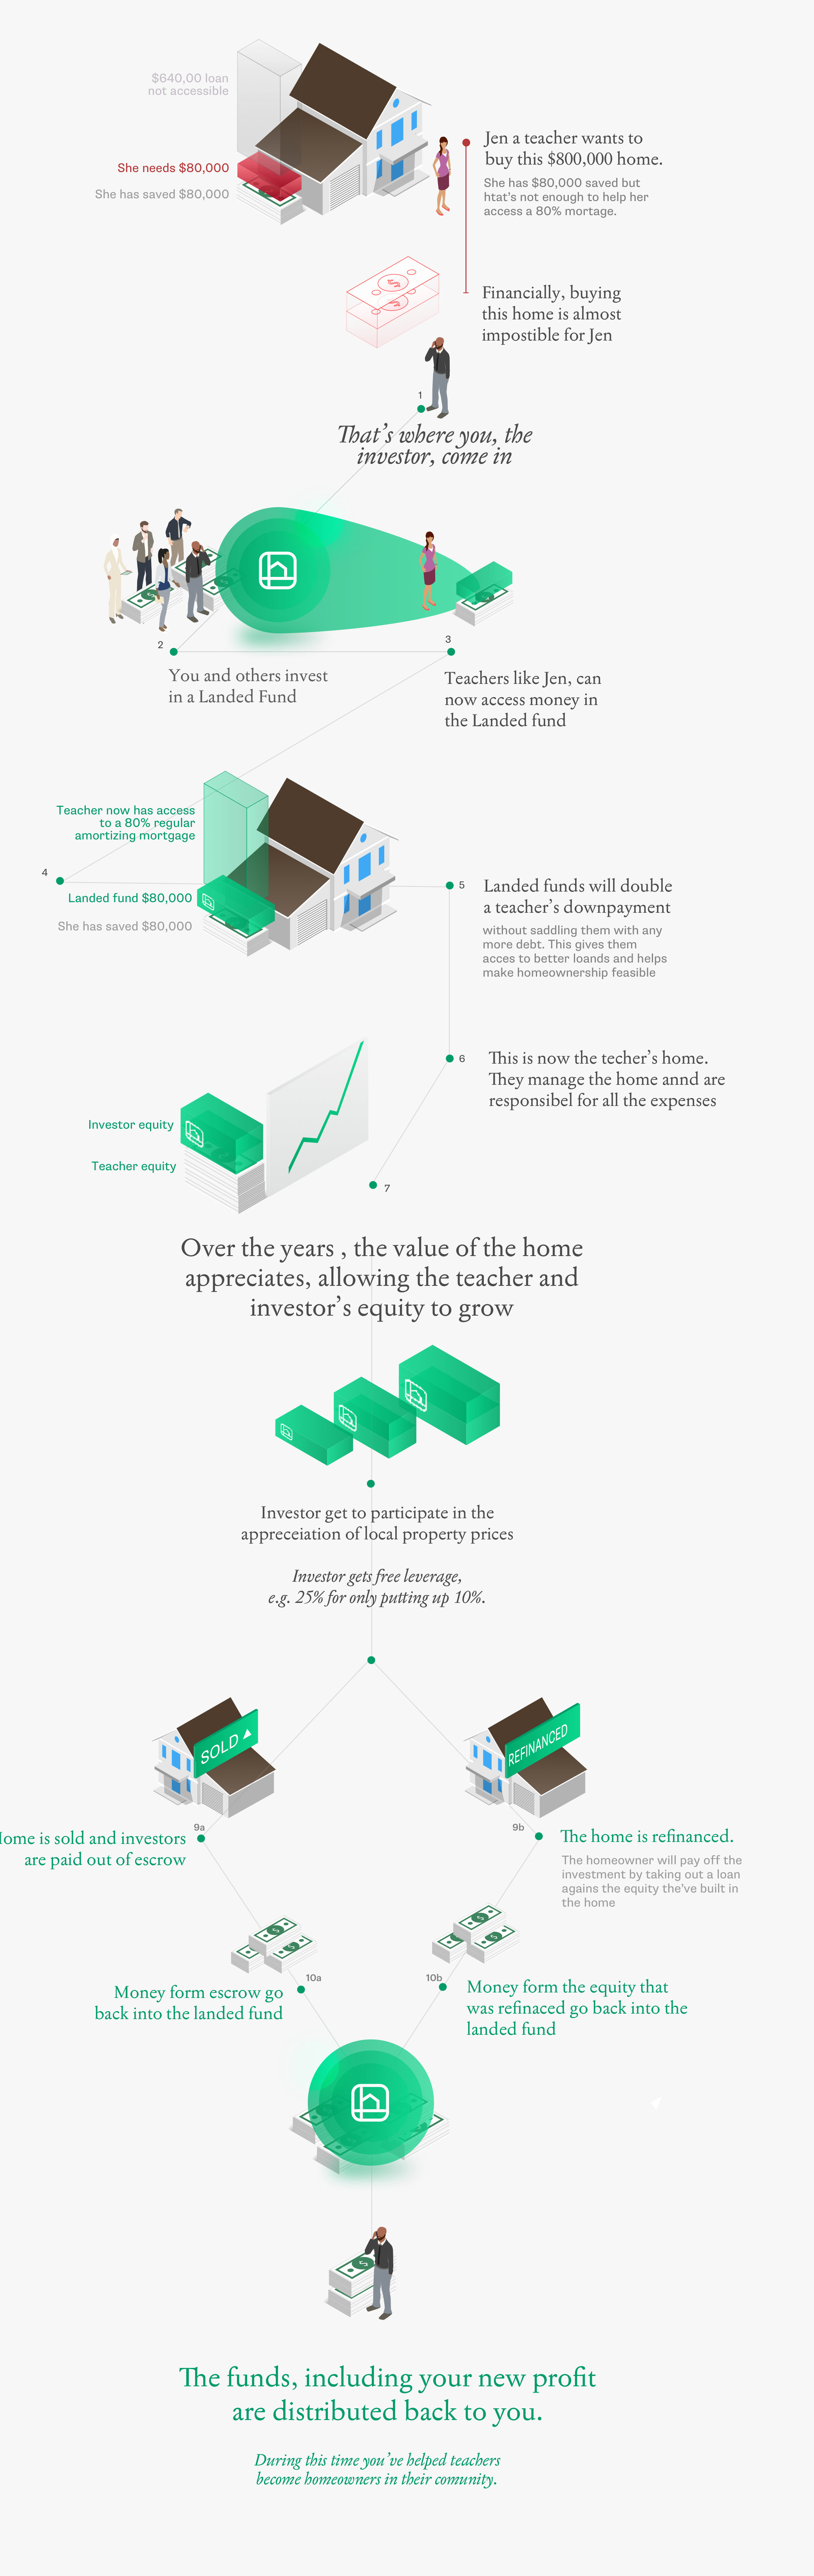 $640,00 loan
not accessible
She needs $80,000
She has saved $80,000
Jen a teacher wants to
buy this $800,000 home.
She has $80,000 saved but
htat's not enough to help her
access a 80% mortage.
Financially, buying
this home is almost
impostible for Jen
1
That's where you, the
investor, come in
2
You and others invest
in a Landed Fund
3
Teachers like Jen, can
now access money in
the Landed fund
Teacher now has access
to a 80% regular
amortizing mortgage
4
Landed fund $80,000
She has saved $80,000
5
Landed funds will double
a teacher's downpayment
without saddling them with any
more debt. This gives them
acces to better loands and helps
make homeownership feasible
6
This is now the techer's home.
They manage the home annd are
responsibel for all the expenses
Investor equity
Teacher equity
7
Over the years , the value of the home
appreciates, allowing the teacher and
investor's equity to grow
Investor get to participate in the
appreceiation of local property prices
Investor gets free leverage,
e.g. 25% for only putting up 10%.
SOLD
REFINANCED
9a
Home is sold and investors
are paid out of escrow
9b
The home is refinanced.
The homeowner will pay off the
investment by taking out a loan
agains the equity the've built in
the home
10a
Money form escrow go
back into the landed fund
10b
Money form the equity that
was refinaced go back into the
landed fund
The funds, including your new profit
are distributed back to you.
During this time you've helped teachers
become homeowners in their comunity.